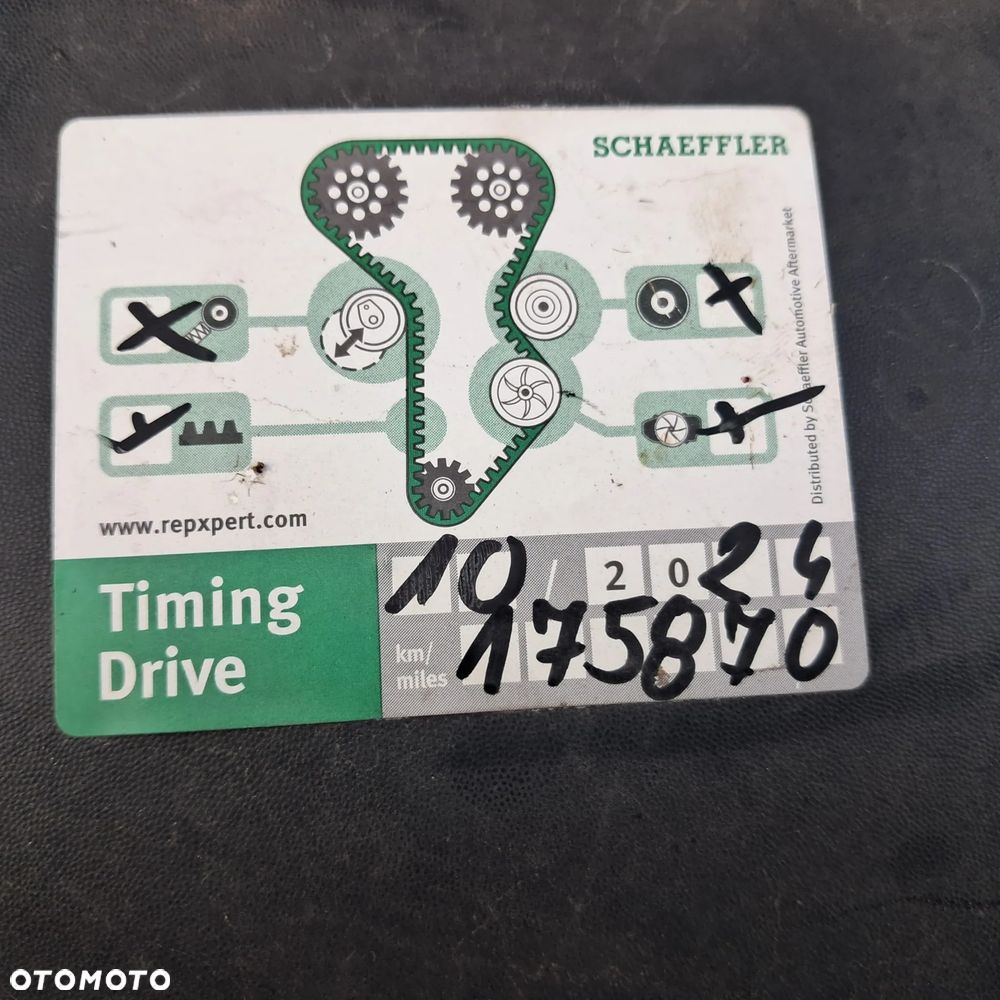 SCHAEFFLER
Distributed by Schaeffler Automotive Aftermarket
www.repxpert.com
Timing
Drive
10 / 2024
km/
miles
175870
OTOMOTO